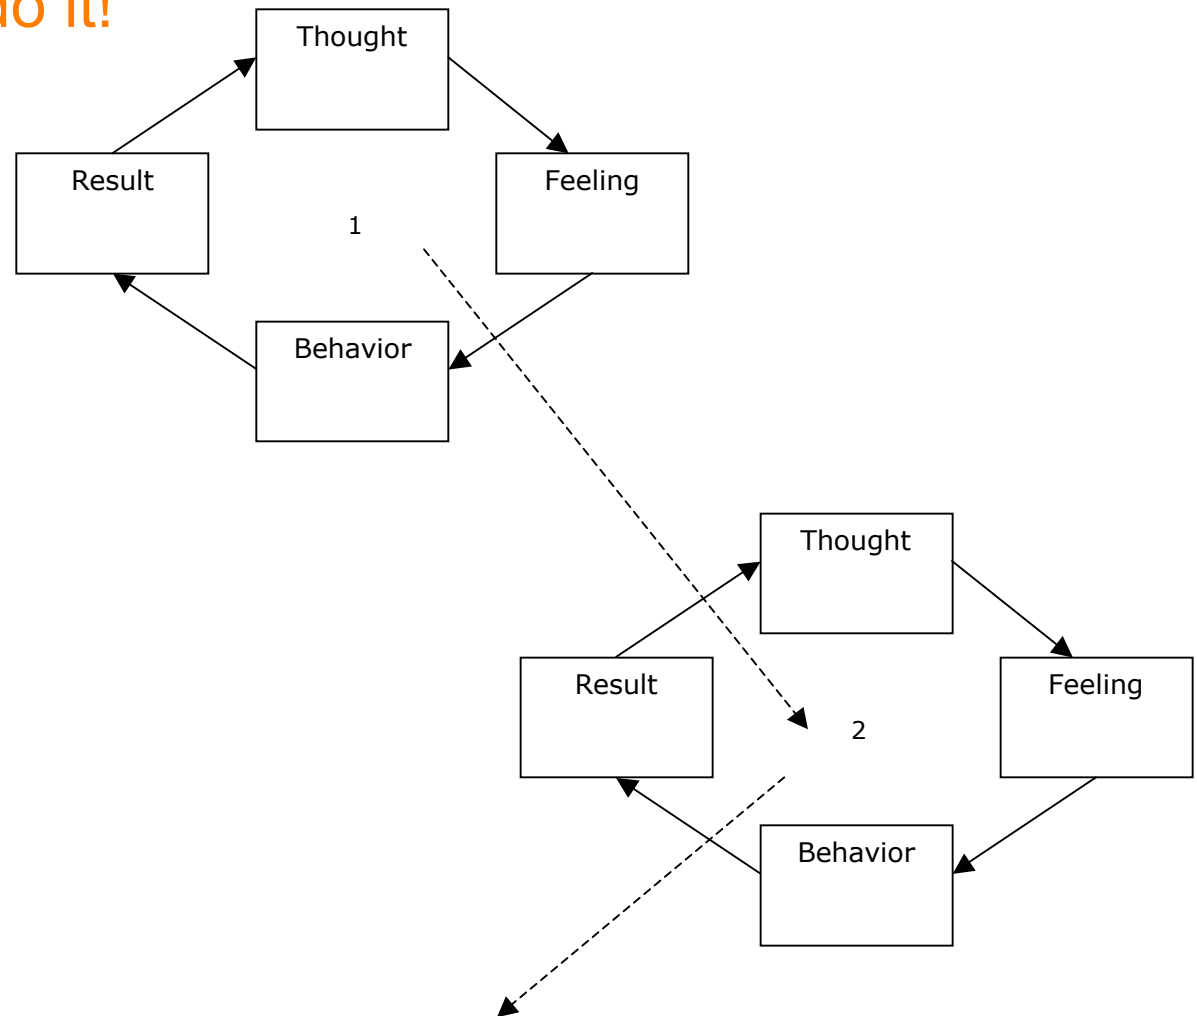 do it!
Thought
Result
Feeling
1
Behavior
Thought
Result
Feeling
2
Behavior